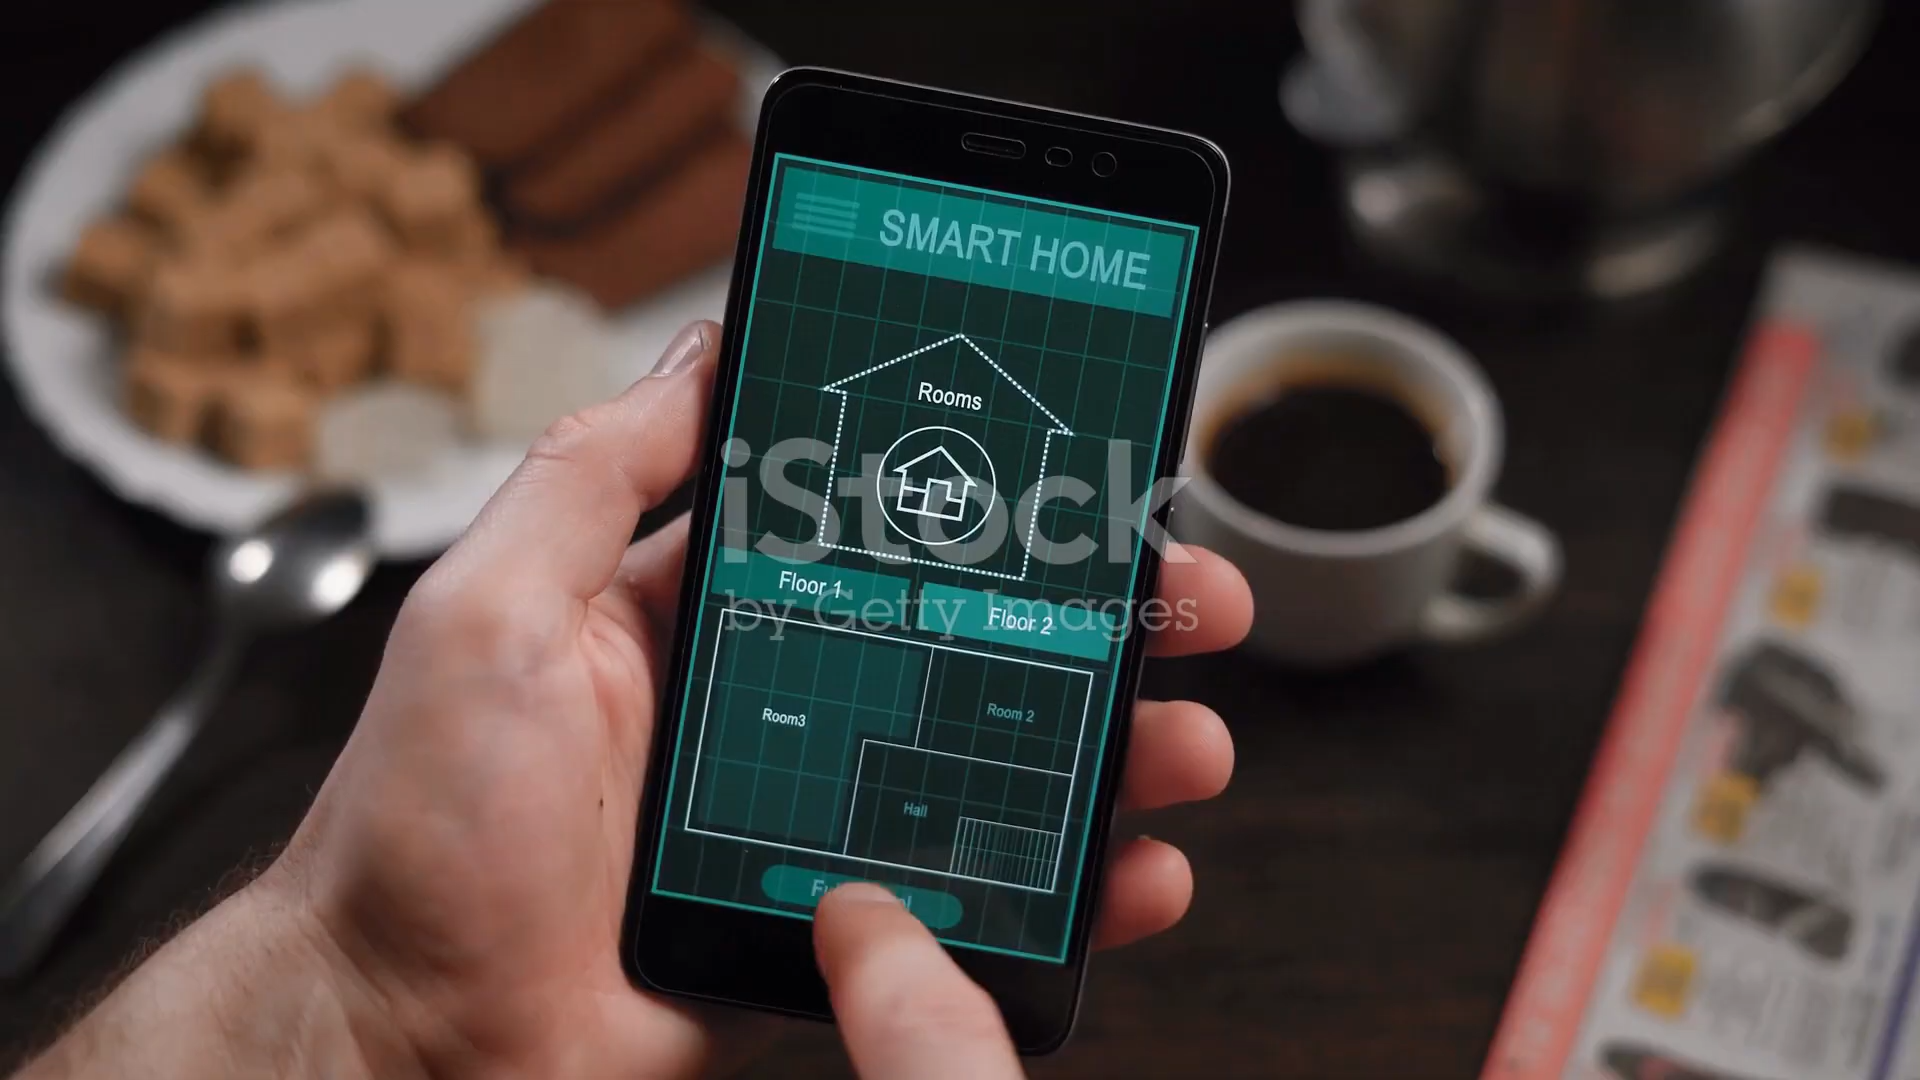 SMART HOME
Rooms
iStock
by Getty Images
Floor 1
Floor 2
Room3
Room 2
Hall